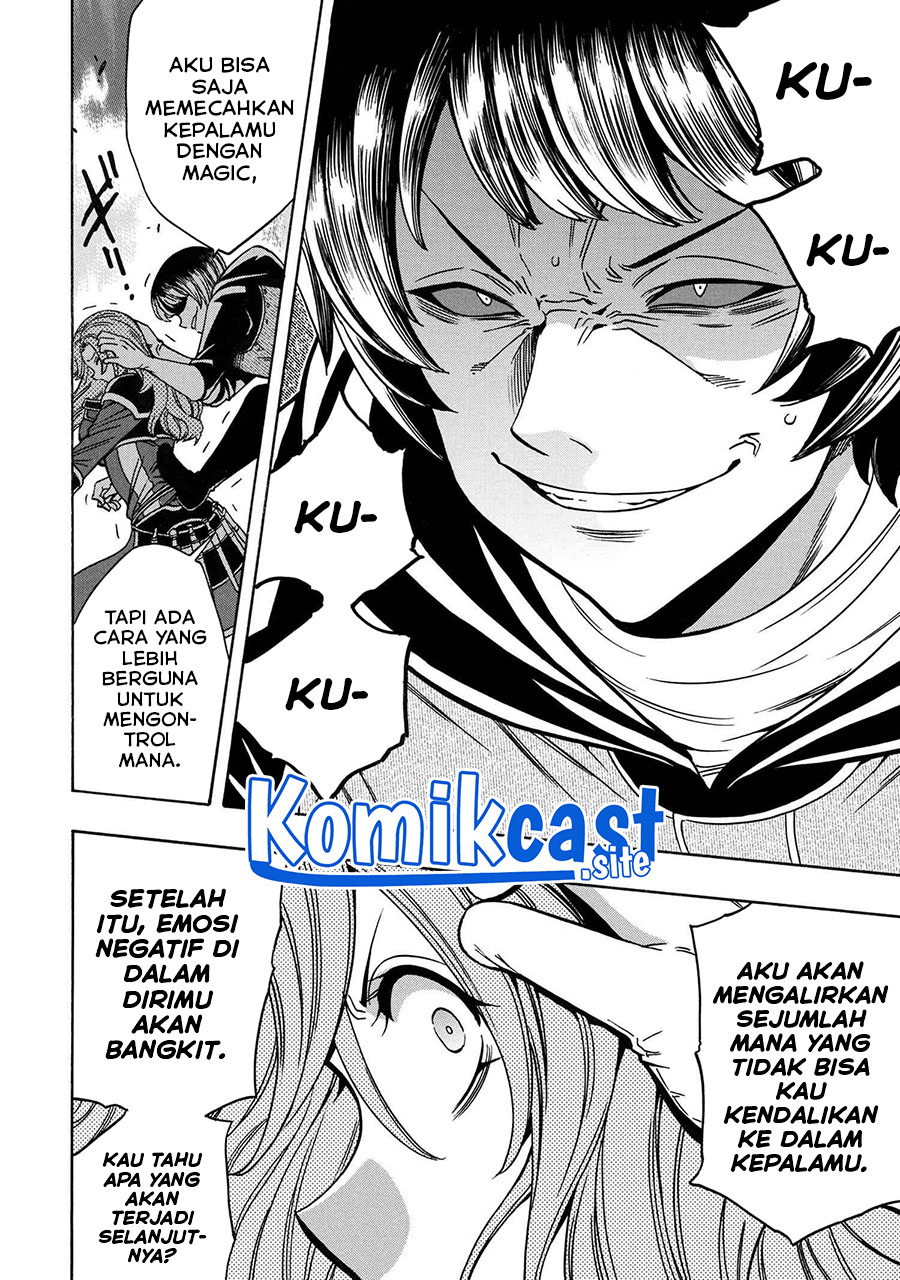 KU-
KU-
KU-
KU-
AKU BISA
SAJA
MEMECAHKAN
KEPALAMU
DENGAN
MAGIC,
TAPI ADA
CARA YANG
LEBIH
BERGUNA
UNTUK
MENGON-
TROL
MANA.
Komikcast
.site
AKU AKAN
MENGALIRKAN
SEJUMLAH
MANA YANG
TIDAK BISA
KAU
KENDALIKAN
KE DALAM
KEPALAMU.
SETELAH
ITU, EMOSI
NEGATIF DI
DALAM
DIRIMU
AKAN
BANGKIT.
KAU TAHU
APA YANG
AKAN
TERJADI
SELANJUT-
NYA?